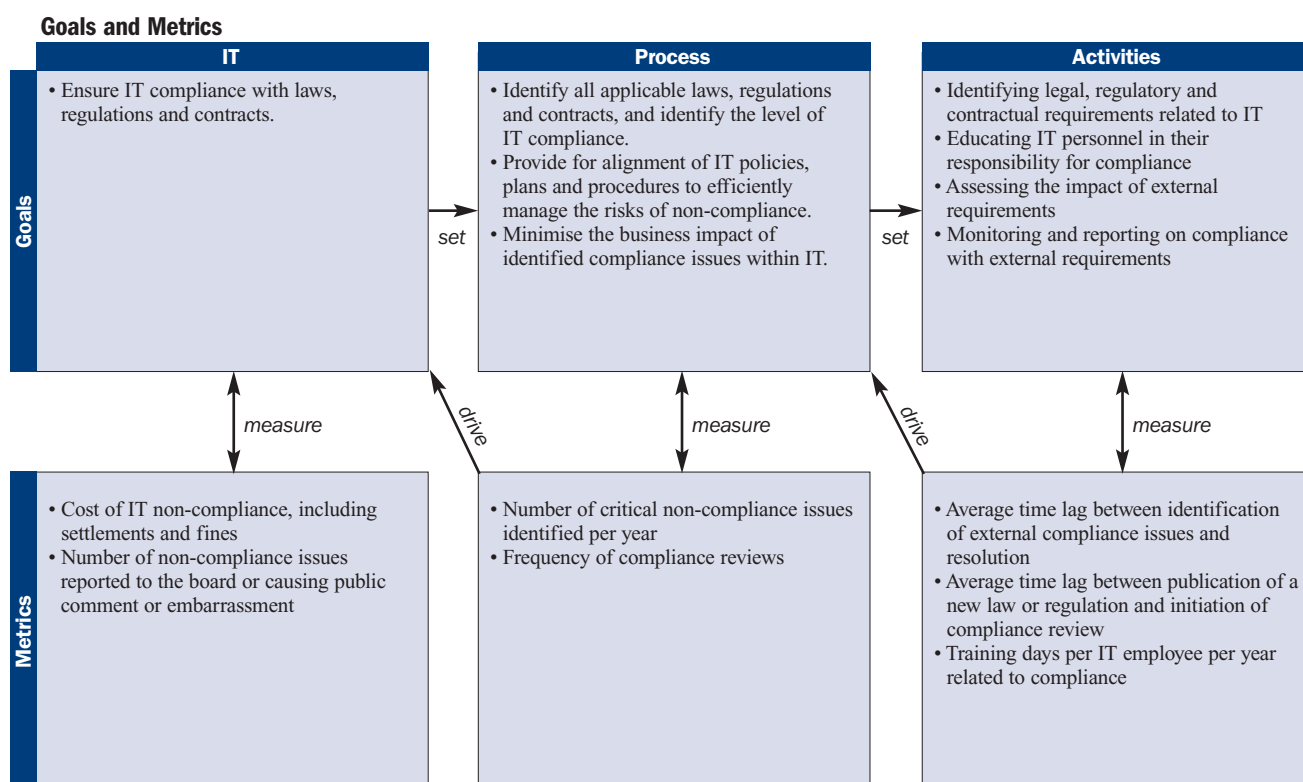 Goals and Metrics
IT
Process
Activities
Goals
• Ensure IT compliance with laws,
regulations and contracts.
set
• Identify all applicable laws, regulations
and contracts, and identify the level of
IT compliance.
• Provide for alignment of IT policies,
plans and procedures to efficiently
manage the risks of non-compliance.
• Minimise the business impact of
identified compliance issues within IT.
set
• Identifying legal, regulatory and
contractual requirements related to IT
• Educating IT personnel in their
responsibility for compliance
• Assessing the impact of external
requirements
• Monitoring and reporting on compliance
with external requirements
measure
drive
measure
drive
measure
Metrics
• Cost of IT non-compliance, including
settlements and fines
• Number of non-compliance issues
reported to the board or causing public
comment or embarrassment
• Number of critical non-compliance issues
identified per year
• Frequency of compliance reviews
• Average time lag between identification
of external compliance issues and
resolution
• Average time lag between publication of a
new law or regulation and initiation of
compliance review
• Training days per IT employee per year
related to compliance